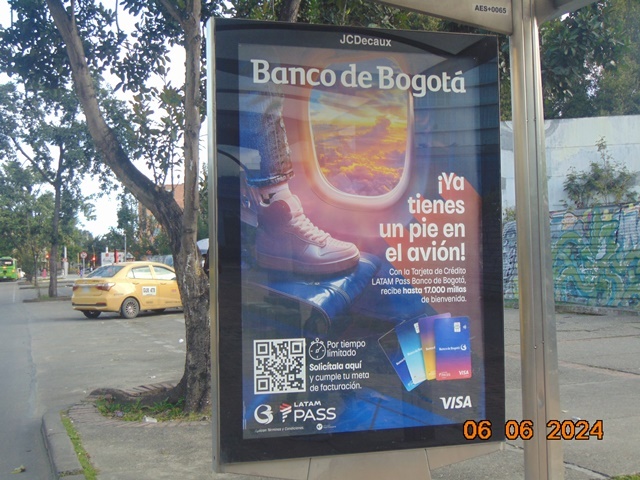 AES+0065
JCDecaux
Banco de Bogotá
¡Ya
tienes
un pie en
el avión!
Con la Tarjeta de Crédito
LATAM Pass Banco de Bogotá,
recibe hasta 17.000 millas
de bienvenida.
Por tiempo
limitado
Solicítala aquí
y cumple tu meta
de facturación.
LATAM
PASS
VISA
VISA
06 06 2024